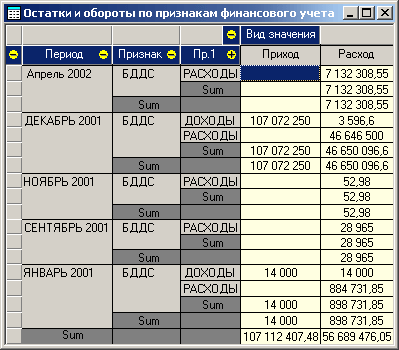 Остатки и обороты по признакам финансового учета
Вид значения
Период Признак Пр.1 Приход Расход
Апрель 2002 БДДС РАСХОДЫ 7 132 308,55
Sum 7 132 308,55
Sum 7 132 308,55
ДЕКАБРЬ 2001 БДДС ДОХОДЫ 107 072 250 3 596,6
РАСХОДЫ 46 646 500
Sum 107 072 250 46 650 096,6
Sum 107 072 250 46 650 096,6
НОЯБРЬ 2001 БДДС РАСХОДЫ 52,98
Sum 52,98
Sum 52,98
СЕНТЯБРЬ 2001 БДДС РАСХОДЫ 28 965
Sum 28 965
Sum 28 965
ЯНВАРЬ 2001 БДДС ДОХОДЫ 14 000 14 000
РАСХОДЫ 884 731,85
Sum 14 000 898 731,85
Sum 14 000 898 731,85
Sum 107 112 407,48 56 689 476,05